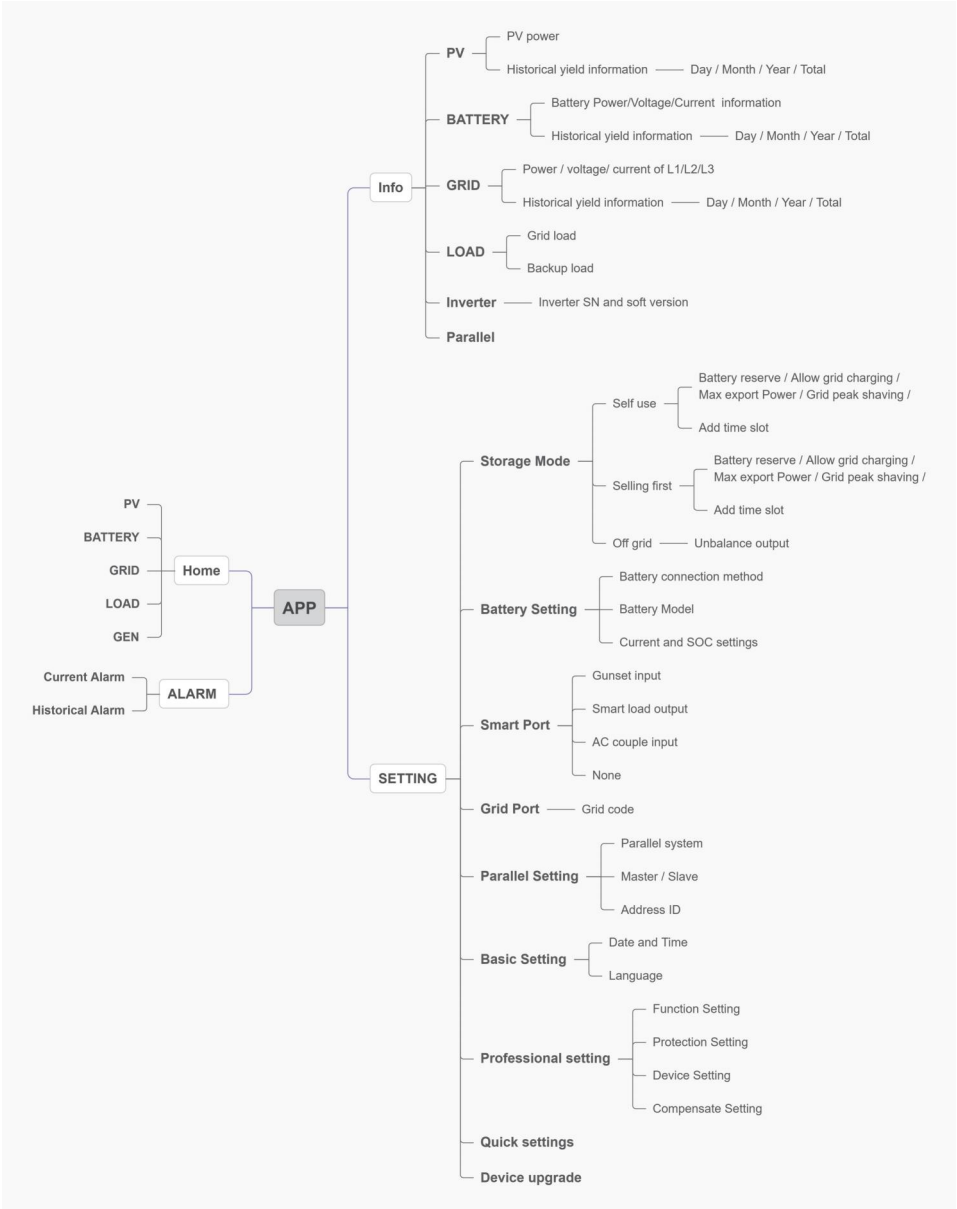 APP
Home
PV
BATTERY
GRID
LOAD
GEN
ALARM
Current Alarm
Historical Alarm
Info
PV
PV power
Historical yield information
Day / Month / Year / Total
BATTERY
Battery Power/Voltage/Current information
Historical yield information
Day / Month / Year / Total
GRID
Power / voltage/ current of L1/L2/L3
Historical yield information
Day / Month / Year / Total
LOAD
Grid load
Backup load
Inverter
Inverter SN and soft version
Parallel
SETTING
Storage Mode
Self use
Battery reserve / Allow grid charging /
Max export Power / Grid peak shaving /
Add time slot
Selling first
Battery reserve / Allow grid charging /
Max export Power / Grid peak shaving /
Add time slot
Off grid
Unbalance output
Battery Setting
Battery connection method
Battery Model
Current and SOC settings
Smart Port
Gunset input
Smart load output
AC couple input
None
Grid Port
Grid code
Parallel Setting
Parallel system
Master / Slave
Address ID
Basic Setting
Date and Time
Language
Professional setting
Function Setting
Protection Setting
Device Setting
Compensate Setting
Quick settings
Device upgrade